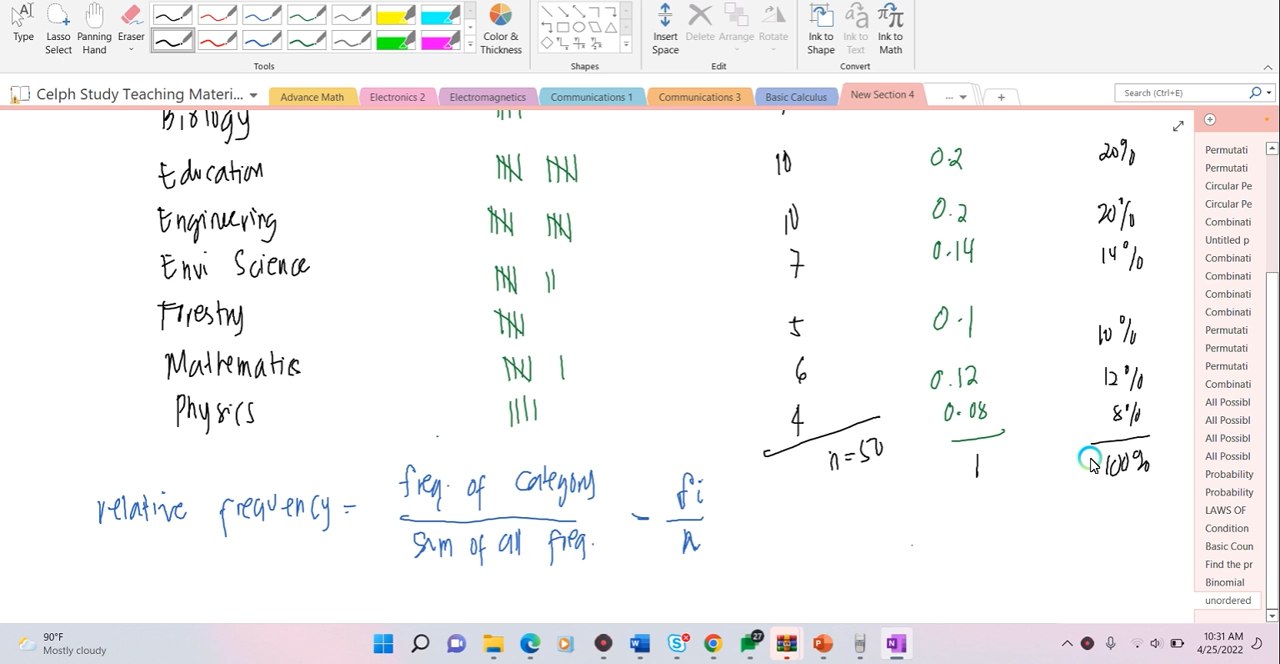 Type Lasso Select Panning Hand Eraser Color & Thickness Insert Space Delete Arrange Rotate Ink to Shape Ink to Text Ink to Math
Tools Shapes Edit Convert
Celph Study Teaching Materi... Advance Math Electronics 2 Electromagnetics Communications 1 Communications 3 Basic Calculus New Section 4 ... + Search (Ctrl+E)
Biology
Education 10 0.2 20%
Engineering 10 0.2 20%
Envi Science 7 0.14 14%
Forestry 5 0.1 10%
Mathematics 6 0.12 12%
Physics 4 0.08 8%
n=50 1 100%
relative frequency = freq. of category / sum of all freq. = fi / n
Permutati
Permutati
Circular Pe
Circular Pe
Combinati
Untitled p
Combinati
Combinati
Combinati
Combinati
Permutati
Permutati
Permutati
Combinati
All Possibl
All Possibl
All Possibl
All Possibl
Probability
Probability
LAWS OF
Condition
Basic Coun
Find the pr
Binomial
unordered
90°F
Mostly cloudy
27
10:31 AM
4/25/2022